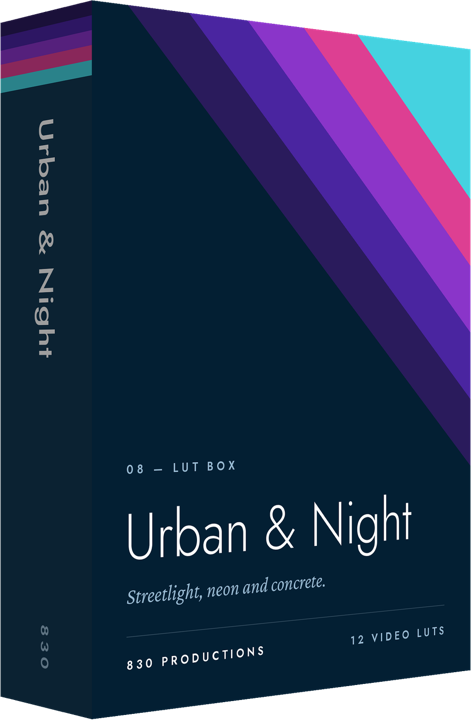 Urban & Night
830
08 — LUT BOX
Urban & Night
Streetlight, neon and concrete.
830 PRODUCTIONS
12 VIDEO LUTS